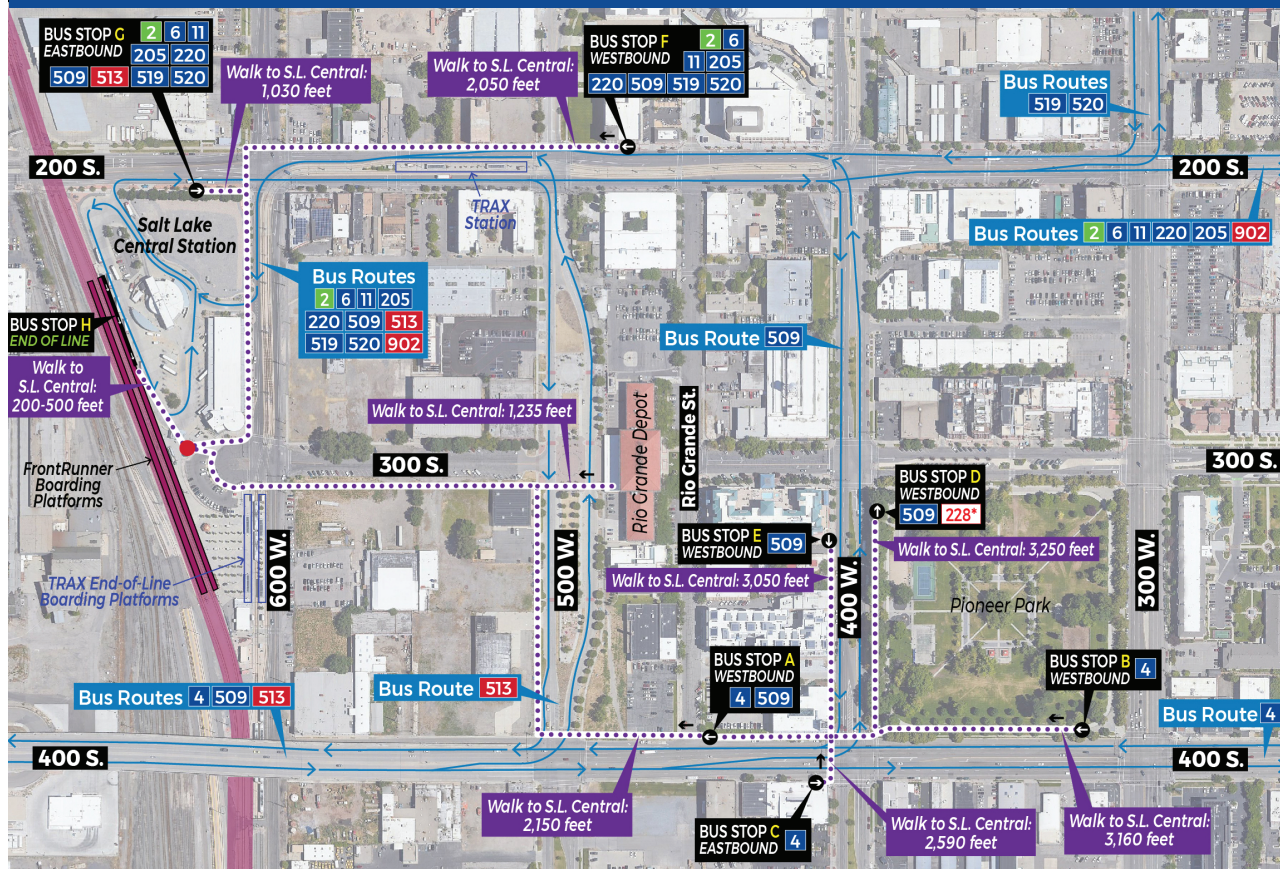 BUS STOP G 2 6 11
EASTBOUND 205 220
509 513 519 520
Walk to S.L. Central:
1,030 feet
Walk to S.L. Central:
2,050 feet
BUS STOP F 2 6
WESTBOUND 11 205
220 509 519 520
Bus Routes
519 520
200 S.
200 S.
TRAX
Station
Salt Lake
Central Station
Bus Routes 2 6 11 220 205 902
Bus Routes
2 6 11 205
220 509 513
519 520 902
BUS STOP H
END OF LINE
Bus Route 509
Walk to
S.L. Central:
200-500 feet
Walk to S.L. Central: 1,235 feet
Rio Grande Depot
Rio Grande St.
300 S.
300 S.
FrontRunner
Boarding
Platforms
BUS STOP D
WESTBOUND
509 228*
BUS STOP E
WESTBOUND 509
Walk to S.L. Central: 3,250 feet
600 W.
500 W.
400 W.
300 W.
TRAX End-of-Line
Boarding Platforms
Walk to S.L. Central: 3,050 feet
Pioneer Park
BUS STOP A
WESTBOUND
4 509
BUS STOP B
WESTBOUND 4
Bus Routes 4 509 513
Bus Route 513
Bus Route 4
400 S.
400 S.
Walk to S.L. Central:
2,150 feet
BUS STOP C
EASTBOUND 4
Walk to S.L. Central:
2,590 feet
Walk to S.L. Central:
3,160 feet